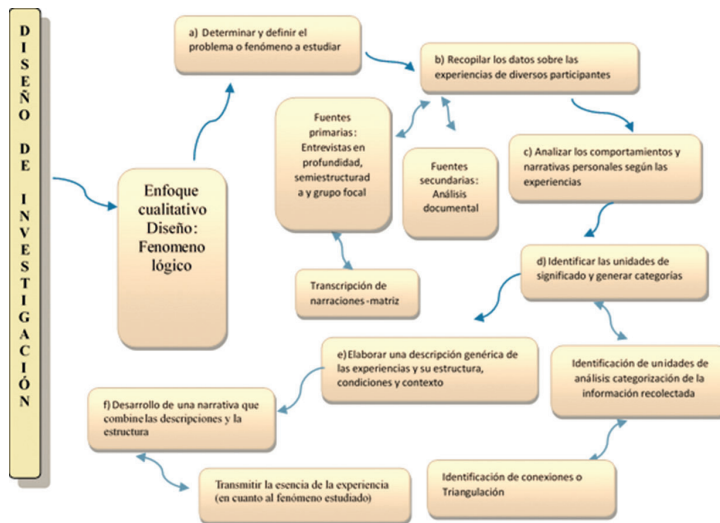 DISEÑO DE INVESTIGACIÓN
a) Determinar y definir el
problema o fenómeno a estudiar
b) Recopilar los datos sobre las
experiencias de diversos participantes
Fuentes
primarias:
Entrevistas en
profundidad,
semiestructurad
a y grupo focal
Fuentes
secundarias:
Análisis
documental
c) Analizar los comportamientos y
narrativas personales según las
experiencias
Enfoque
cualitativo
Diseño:
Fenomeno
lógico
Transcripción de
narraciones-matriz
d) Identificar las unidades de
significado y generar categorías
e) Elaborar una descripción genérica de
las experiencias y su estructura,
condiciones y contexto
Identificación de unidades de
análisis: categorización de la
información recolectada
f) Desarrollo de una narrativa que
combine las descripciones y la
estructura
Transmitir la esencia de la experiencia
(en cuanto al fenómeno estudiado)
Identificación de conexiones o
Triangulación